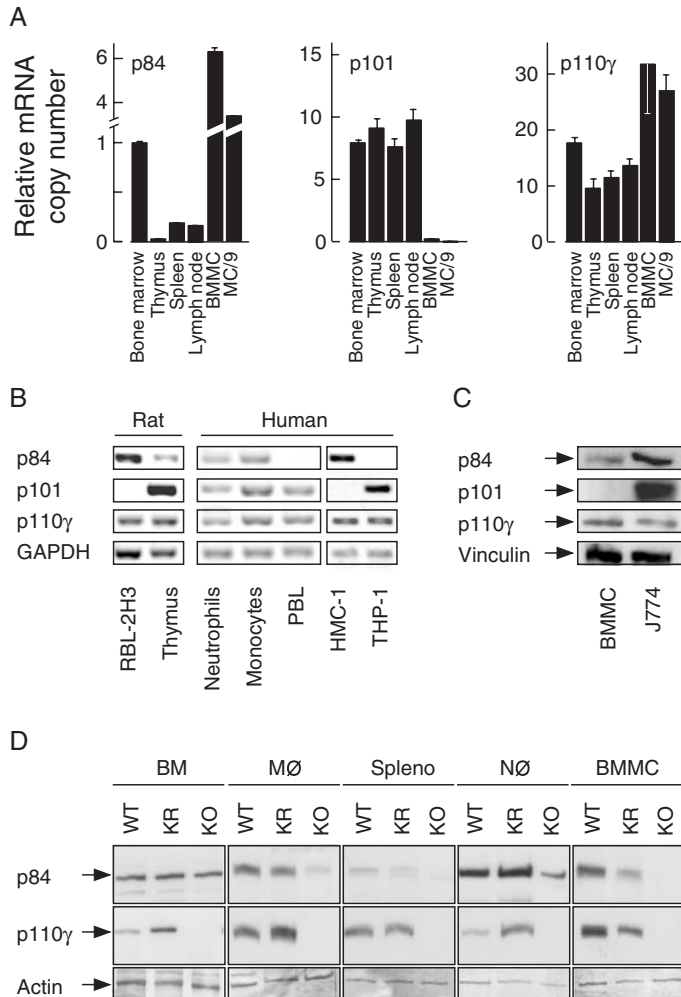 A
Relative mRNA
copy number
p84
6
4
1
0
Bone marrow
Thymus
Spleen
Lymph node
BMMC
MC/9
p101
15
10
5
0
Bone marrow
Thymus
Spleen
Lymph node
BMMC
MC/9
p110γ
30
20
10
0
Bone marrow
Thymus
Spleen
Lymph node
BMMC
MC/9
B
Rat Human
p84
p101
p110γ
GAPDH
RBL-2H3
Thymus
Neutrophils
Monocytes
PBL
HMC-1
THP-1
C
p84
p101
p110γ
Vinculin
BMMC
J774
D
BM MØ Spleno NØ BMMC
WT KR KO WT KR KO WT KR KO WT KR KO WT KR KO
p84
p110γ
Actin